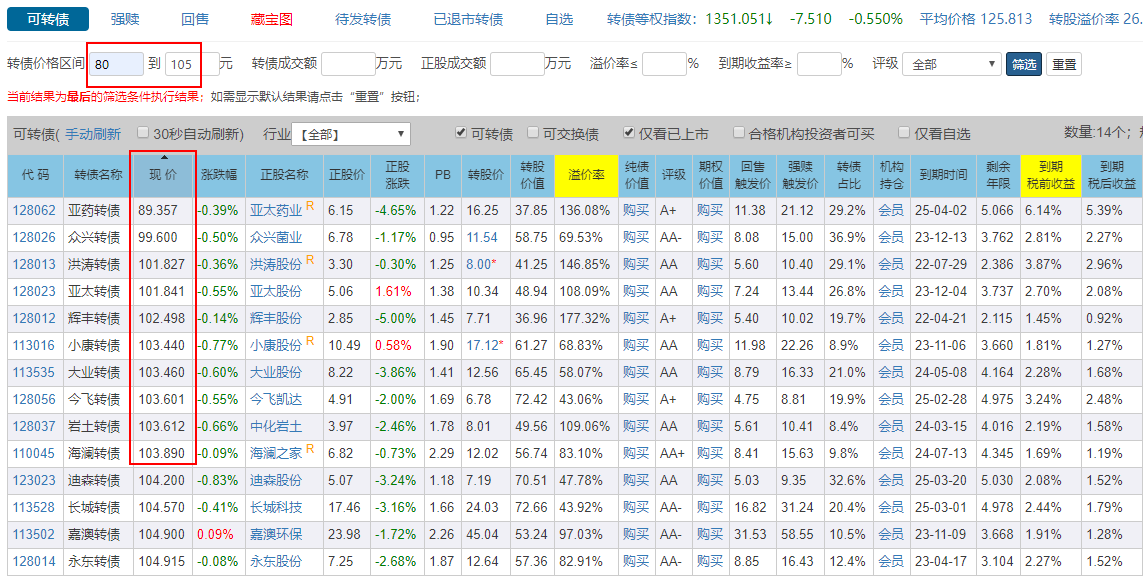 可转债 强赎 回售 藏宝图 待发转债 已退市转债 自选 转债等权指数: 1351.051↓ -7.510 -0.550% 平均价格 125.813 转股溢价率 26.
转债价格区间 80 到 105 元 转债成交额 万元 正股成交额 万元 溢价率≤ % 到期收益率≥ % 评级 全部 筛选 重置
当前结果为最后的筛选条件执行结果；如需显示默认结果请点击“重置”按钮；
可转债( 手动刷新 30秒自动刷新) 行业 【全部】 可转债 可交换债 仅看已上市 合格机构投资者可买 仅看自选 数量:14个；
代 码 转债名称 现 价 涨跌幅 正股名称 正股价 正股涨跌 PB 转股价 转股价值 溢价率 纯债价值 评级 期权价值 回售触发价 强赎触发价 转债占比 机构持仓 到期时间 剩余年限 到期税前收益 到期税后收益
128062 亚药转债 89.357 -0.39% 亚太药业 R 6.15 -4.65% 1.22 16.25 37.85 136.08% 购买 A+ 购买 11.38 21.12 29.2% 会员 25-04-02 5.066 6.14% 5.39%
128026 众兴转债 99.600 -0.50% 众兴菌业 6.78 -1.17% 0.95 11.54 58.75 69.53% 购买 AA- 购买 8.08 15.00 36.9% 会员 23-12-13 3.762 2.81% 2.27%
128013 洪涛转债 101.827 -0.36% 洪涛股份 R 3.30 -0.30% 1.25 8.00* 41.25 146.85% 购买 AA 购买 5.60 10.40 29.1% 会员 22-07-29 2.386 3.87% 2.96%
128023 亚太转债 101.841 -0.55% 亚太股份 5.06 1.61% 1.38 10.34 48.94 108.09% 购买 AA 购买 7.24 13.44 26.8% 会员 23-12-04 3.737 2.70% 2.08%
128012 辉丰转债 102.498 -0.14% 辉丰股份 2.85 -5.00% 1.45 7.71 36.96 177.32% 购买 A+ 购买 5.40 10.02 19.7% 会员 22-04-21 2.115 1.45% 0.92%
113016 小康转债 103.440 -0.77% 小康股份 R 10.49 0.58% 1.90 17.12* 61.27 68.83% 购买 AA 购买 11.98 22.26 8.9% 会员 23-11-06 3.660 1.81% 1.27%
113535 大业转债 103.460 -0.60% 大业股份 8.22 -3.86% 1.41 12.56 65.45 58.07% 购买 AA 购买 8.79 16.33 21.0% 会员 24-05-08 4.164 2.28% 1.68%
128056 今飞转债 103.601 -0.55% 今飞凯达 4.91 -2.00% 1.69 6.78 72.42 43.06% 购买 A+ 购买 4.75 8.81 19.9% 会员 25-02-28 4.975 3.24% 2.48%
128037 岩土转债 103.612 -0.66% 中化岩土 3.97 -2.46% 1.78 8.01 49.56 109.06% 购买 AA 购买 5.61 10.41 8.4% 会员 24-03-15 4.016 2.19% 1.58%
110045 海澜转债 103.890 -0.09% 海澜之家 R 6.82 -0.73% 2.29 12.02 56.74 83.10% 购买 AA+ 购买 8.41 15.63 9.8% 会员 24-07-13 4.345 1.69% 1.19%
123023 迪森转债 104.200 -0.83% 迪森股份 5.07 -3.24% 1.18 7.19 70.51 47.78% 购买 AA 购买 5.03 9.35 32.6% 会员 25-03-20 5.030 2.08% 1.52%
113528 长城转债 104.570 -0.41% 长城科技 17.46 -3.16% 1.66 24.03 72.66 43.92% 购买 AA- 购买 16.82 31.24 20.4% 会员 25-03-01 4.978 2.44% 1.79%
113502 嘉澳转债 104.900 0.09% 嘉澳环保 23.98 -1.72% 2.26 45.04 53.24 97.03% 购买 AA- 购买 31.53 58.55 10.5% 会员 23-11-09 3.668 1.91% 1.28%
128014 永东转债 104.915 -0.08% 永东股份 7.25 -2.68% 1.87 12.64 57.36 82.91% 购买 AA- 购买 8.85 16.43 12.4% 会员 23-04-17 3.104 2.27% 1.52%